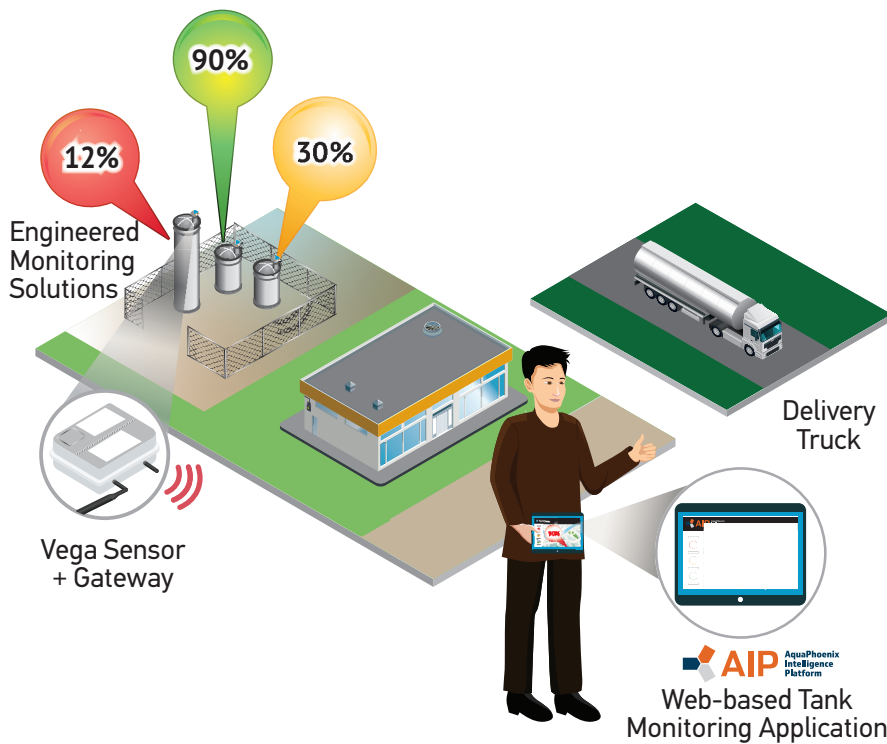 90%
12%
30%
Engineered
Monitoring
Solutions
Delivery
Truck
Vega Sensor
+ Gateway
AIP
AIP
AquaPhoenix
Intelligence
Platform
Web-based Tank
Monitoring Application